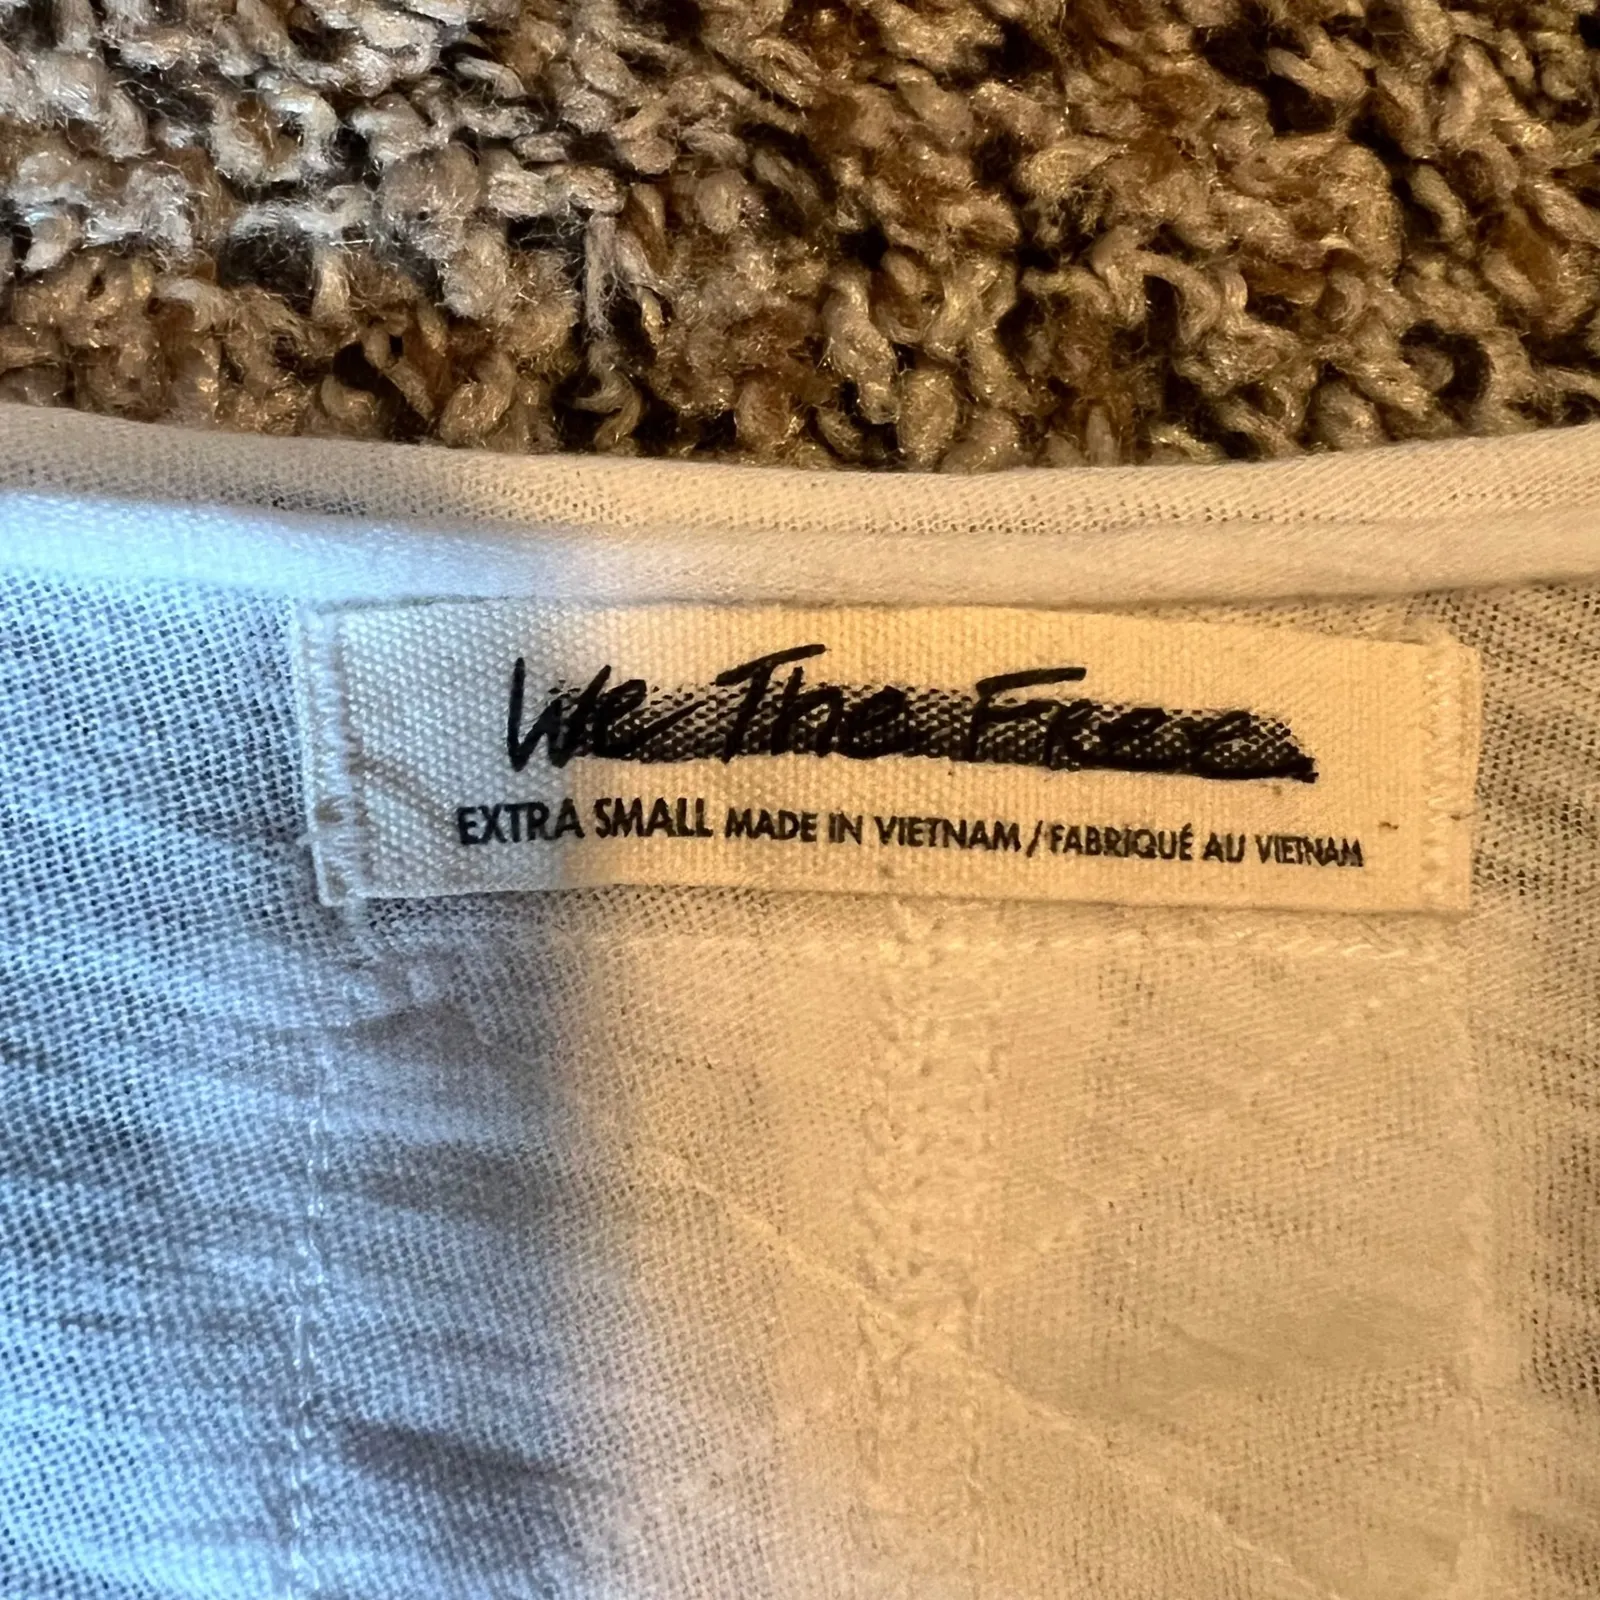 We The Free
EXTRA SMALL MADE IN VIETNAM / FABRIQUÉ AU VIETNAM